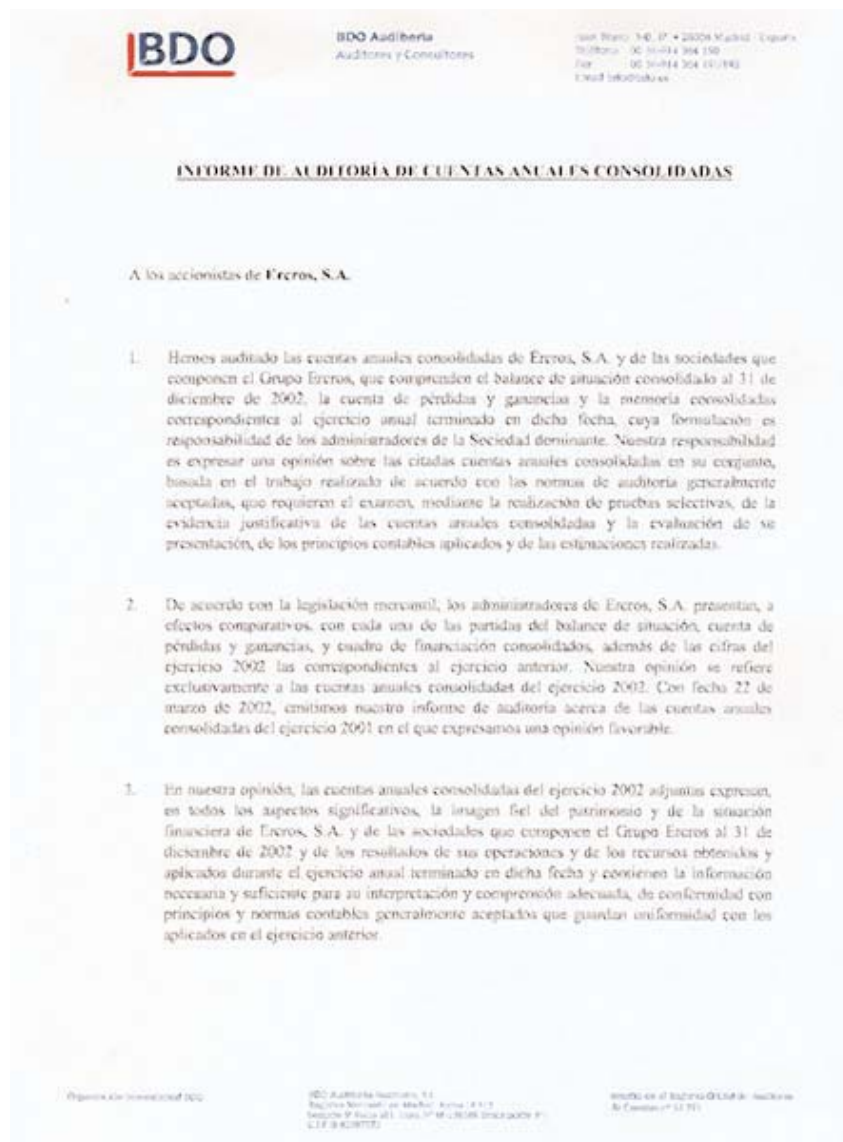 BDO
BDO Audiberia
Auditores y Consultores
INFORME DE AUDITORÍA DE CUENTAS ANUALES CONSOLIDADAS
A los accionistas de Ercros, S.A.
1. Hemos auditado las cuentas anuales consolidadas de Ercros, S.A. y de las sociedades que
componen el Grupo Ercros, que comprenden el balance de situación consolidado al 31 de
diciembre de 2002, la cuenta de pérdidas y ganancias y la memoria consolidadas
correspondientes al ejercicio anual terminado en dicha fecha, cuya formulación es
responsabilidad de los administradores de la Sociedad dominante. Nuestra responsabilidad
es expresar una opinión sobre las citadas cuentas anuales consolidadas en su conjunto,
basada en el trabajo realizado de acuerdo con las normas de auditoría generalmente
aceptadas, que requieren el examen, mediante la realización de pruebas selectivas, de la
evidencia justificativa de las cuentas anuales consolidadas y la evaluación de su
presentación, de los principios contables aplicados y de las estimaciones realizadas.
2. De acuerdo con la legislación mercantil, los administradores de Ercros, S.A. presentan, a
efectos comparativos, con cada una de las partidas del balance de situación, cuenta de
pérdidas y ganancias, y cuadro de financiación consolidados, además de las cifras del
ejercicio 2002 las correspondientes al ejercicio anterior. Nuestra opinión se refiere
exclusivamente a las cuentas anuales consolidadas del ejercicio 2002. Con fecha 22 de
marzo de 2002, emitimos nuestro informe de auditoría acerca de las cuentas anuales
consolidadas del ejercicio 2001 en el que expresamos una opinión favorable.
3. En nuestra opinión, las cuentas anuales consolidadas del ejercicio 2002 adjuntas expresan,
en todos los aspectos significativos, la imagen fiel del patrimonio y de la situación
financiera de Ercros, S.A. y de las sociedades que componen el Grupo Ercros al 31 de
diciembre de 2002 y de los resultados de sus operaciones y de los recursos obtenidos y
aplicados durante el ejercicio anual terminado en dicha fecha y contienen la información
necesaria y suficiente para su interpretación y comprensión adecuada, de conformidad con
principios y normas contables generalmente aceptados que guardan uniformidad con los
aplicados en el ejercicio anterior.